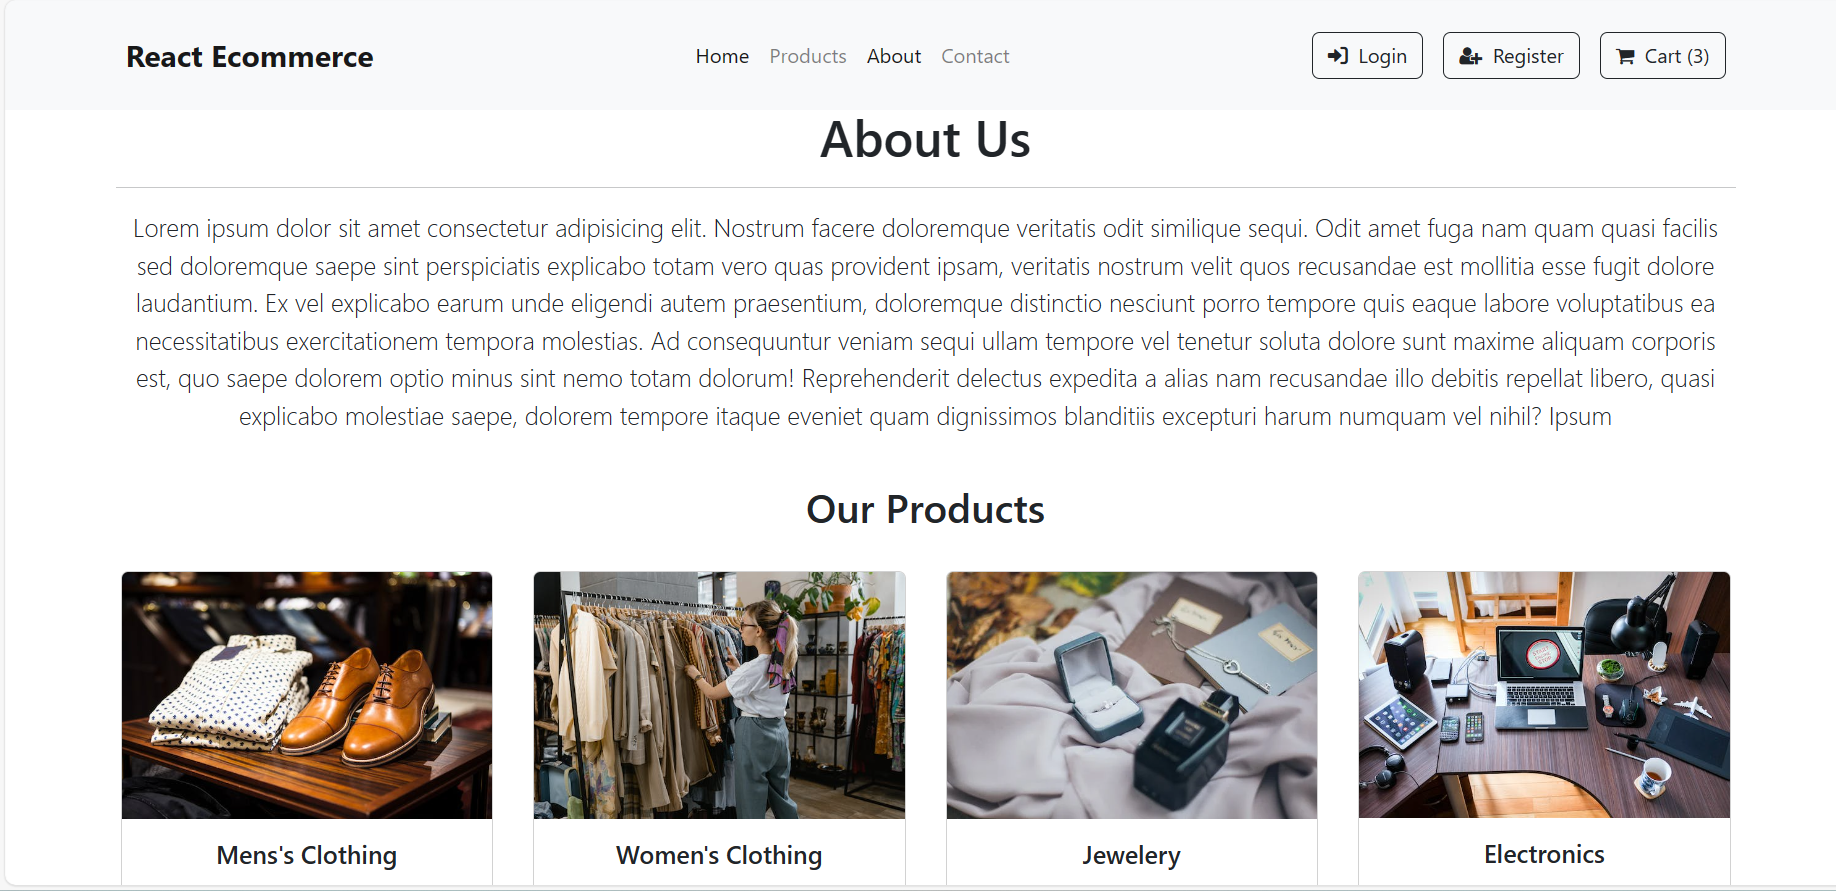 React Ecommerce
Home Products About Contact
Login Register Cart (3)
About Us
Lorem ipsum dolor sit amet consectetur adipisicing elit. Nostrum facere doloremque veritatis odit similique sequi. Odit amet fuga nam quam quasi facilis
sed doloremque saepe sint perspiciatis explicabo totam vero quas provident ipsam, veritatis nostrum velit quos recusandae est mollitia esse fugit dolore
laudantium. Ex vel explicabo earum unde eligendi autem praesentium, doloremque distinctio nesciunt porro tempore quis eaque labore voluptatibus ea
necessitatibus exercitationem tempora molestias. Ad consequuntur veniam sequi ullam tempore vel tenetur soluta dolore sunt maxime aliquam corporis
est, quo saepe dolorem optio minus sint nemo totam dolorum! Reprehenderit delectus expedita a alias nam recusandae illo debitis repellat libero, quasi
explicabo molestiae saepe, dolorem tempore itaque eveniet quam dignissimos blanditiis excepturi harum numquam vel nihil? Ipsum
Our Products
Mens's Clothing
Women's Clothing
Jewelery
Electronics